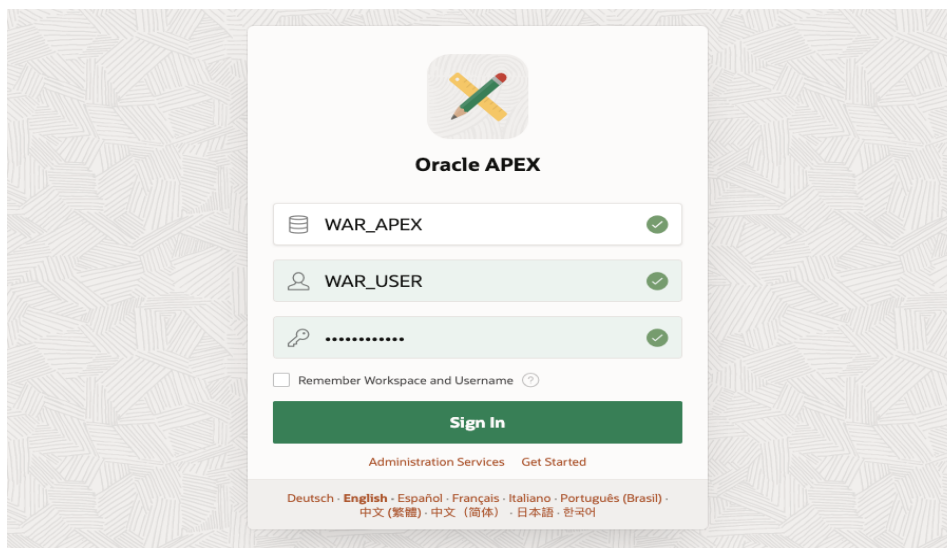 Oracle APEX
WAR_APEX
WAR_USER
••••••••••••
Remember Workspace and Username ?
Sign In
Administration Services Get Started
Deutsch · English · Español · Français · Italiano · Português (Brasil) ·
中文 (繁體) · 中文（简体） · 日本語 · 한국어